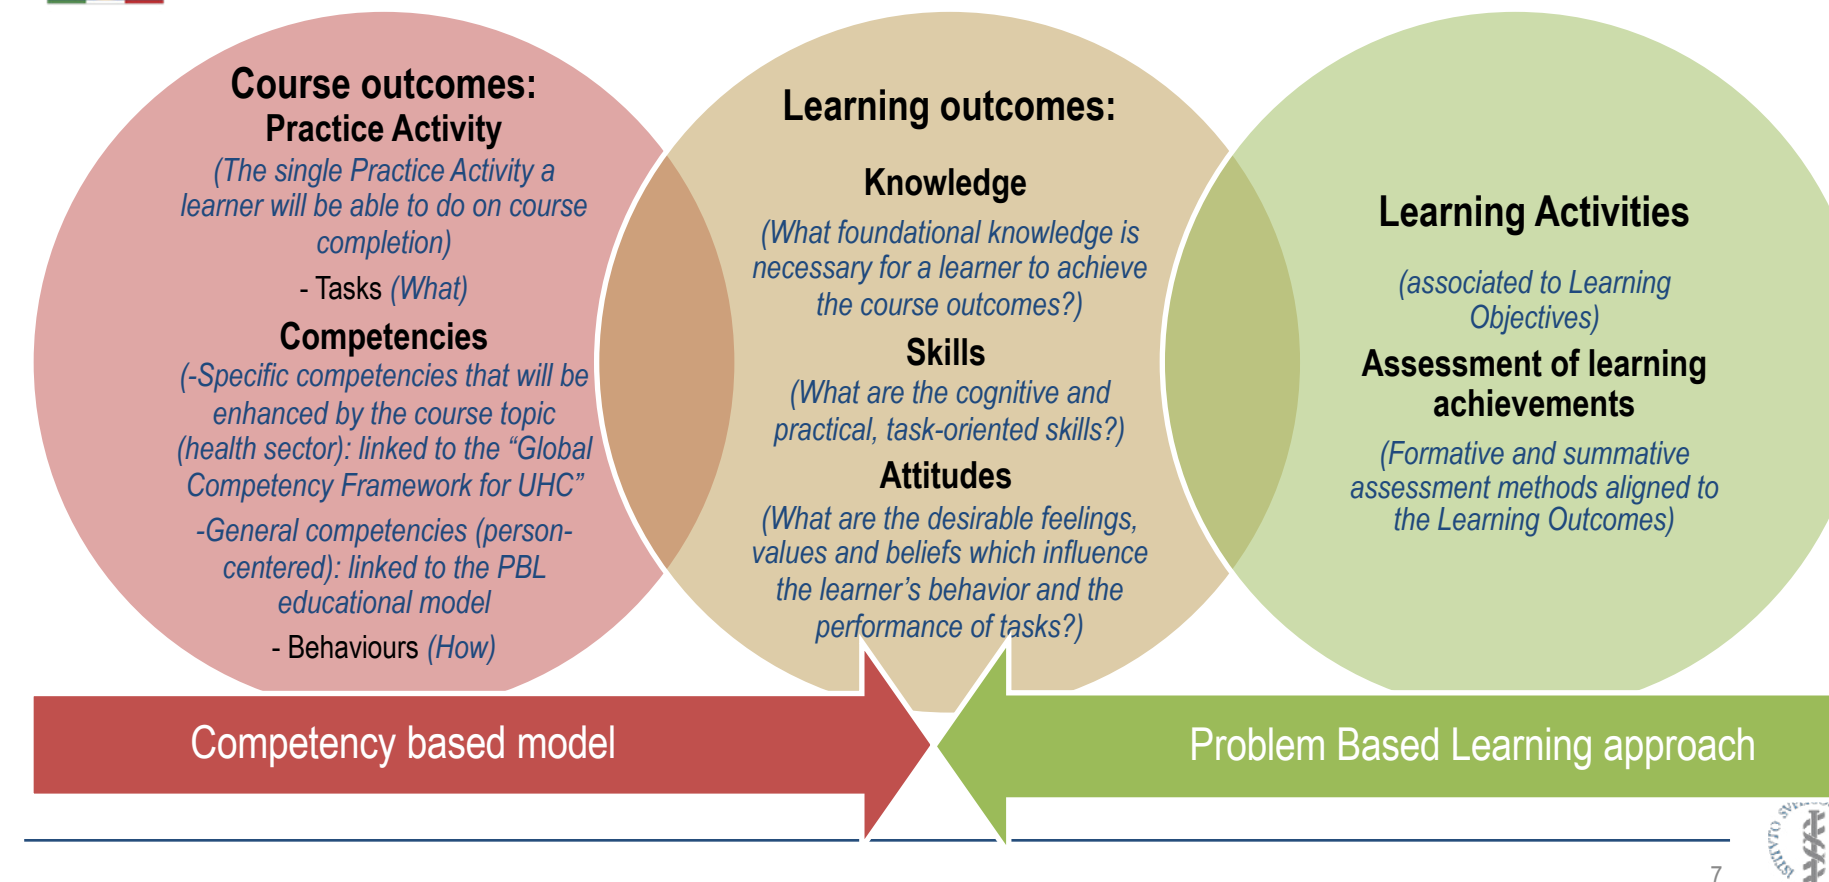 Course outcomes:
Practice Activity
(The single Practice Activity a
learner will be able to do on course
completion)
- Tasks (What)
Competencies
(-Specific competencies that will be
enhanced by the course topic
(health sector): linked to the “Global
Competency Framework for UHC”
-General competencies (person-
centered): linked to the PBL
educational model
- Behaviours (How)
Learning outcomes:
Knowledge
(What foundational knowledge is
necessary for a learner to achieve
the course outcomes?)
Skills
(What are the cognitive and
practical, task-oriented skills?)
Attitudes
(What are the desirable feelings,
values and beliefs which influence
the learner’s behavior and the
performance of tasks?)
Learning Activities
(associated to Learning
Objectives)
Assessment of learning
achievements
(Formative and summative
assessment methods aligned to
the Learning Outcomes)
Competency based model
Problem Based Learning approach
ISTITVTO
7